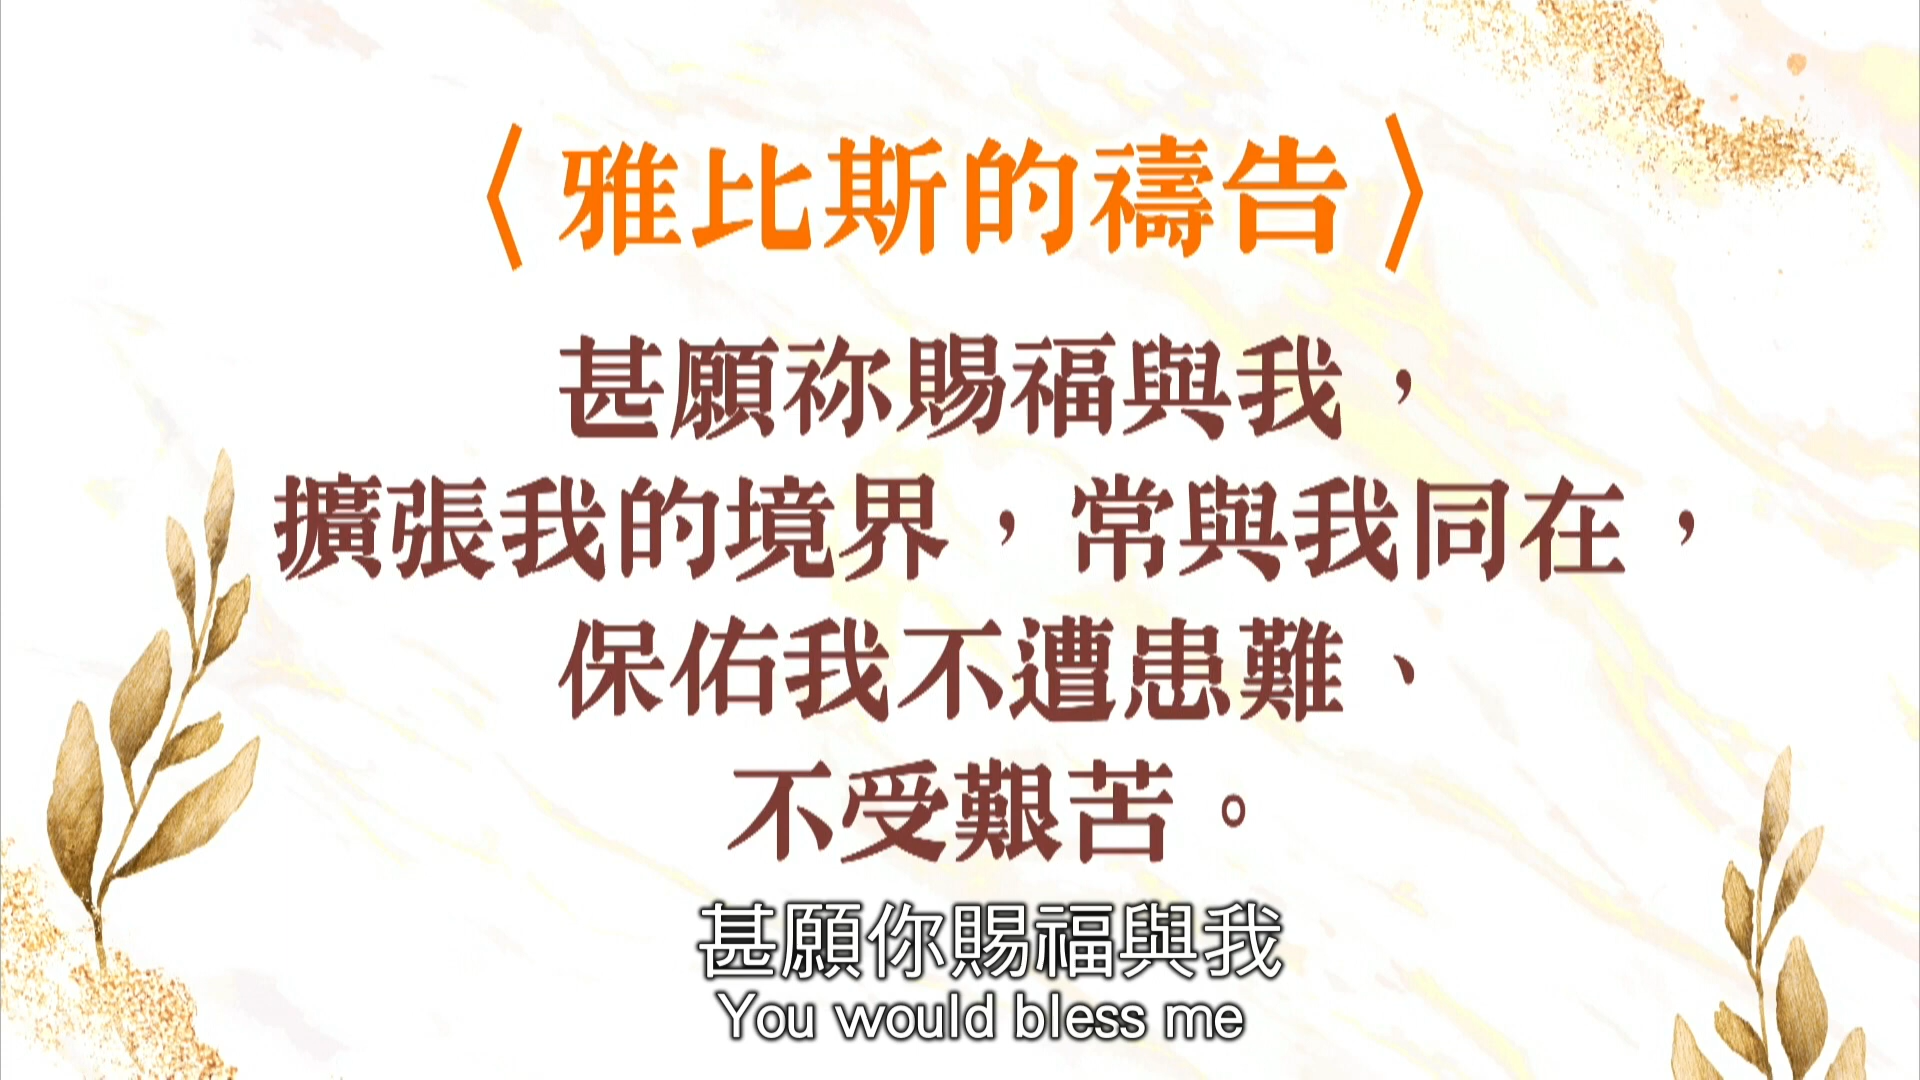 〈雅比斯的禱告〉
甚願祢賜福與我，
擴張我的境界，常與我同在，
保佑我不遭患難、
不受艱苦。
甚願你賜福與我
You would bless me